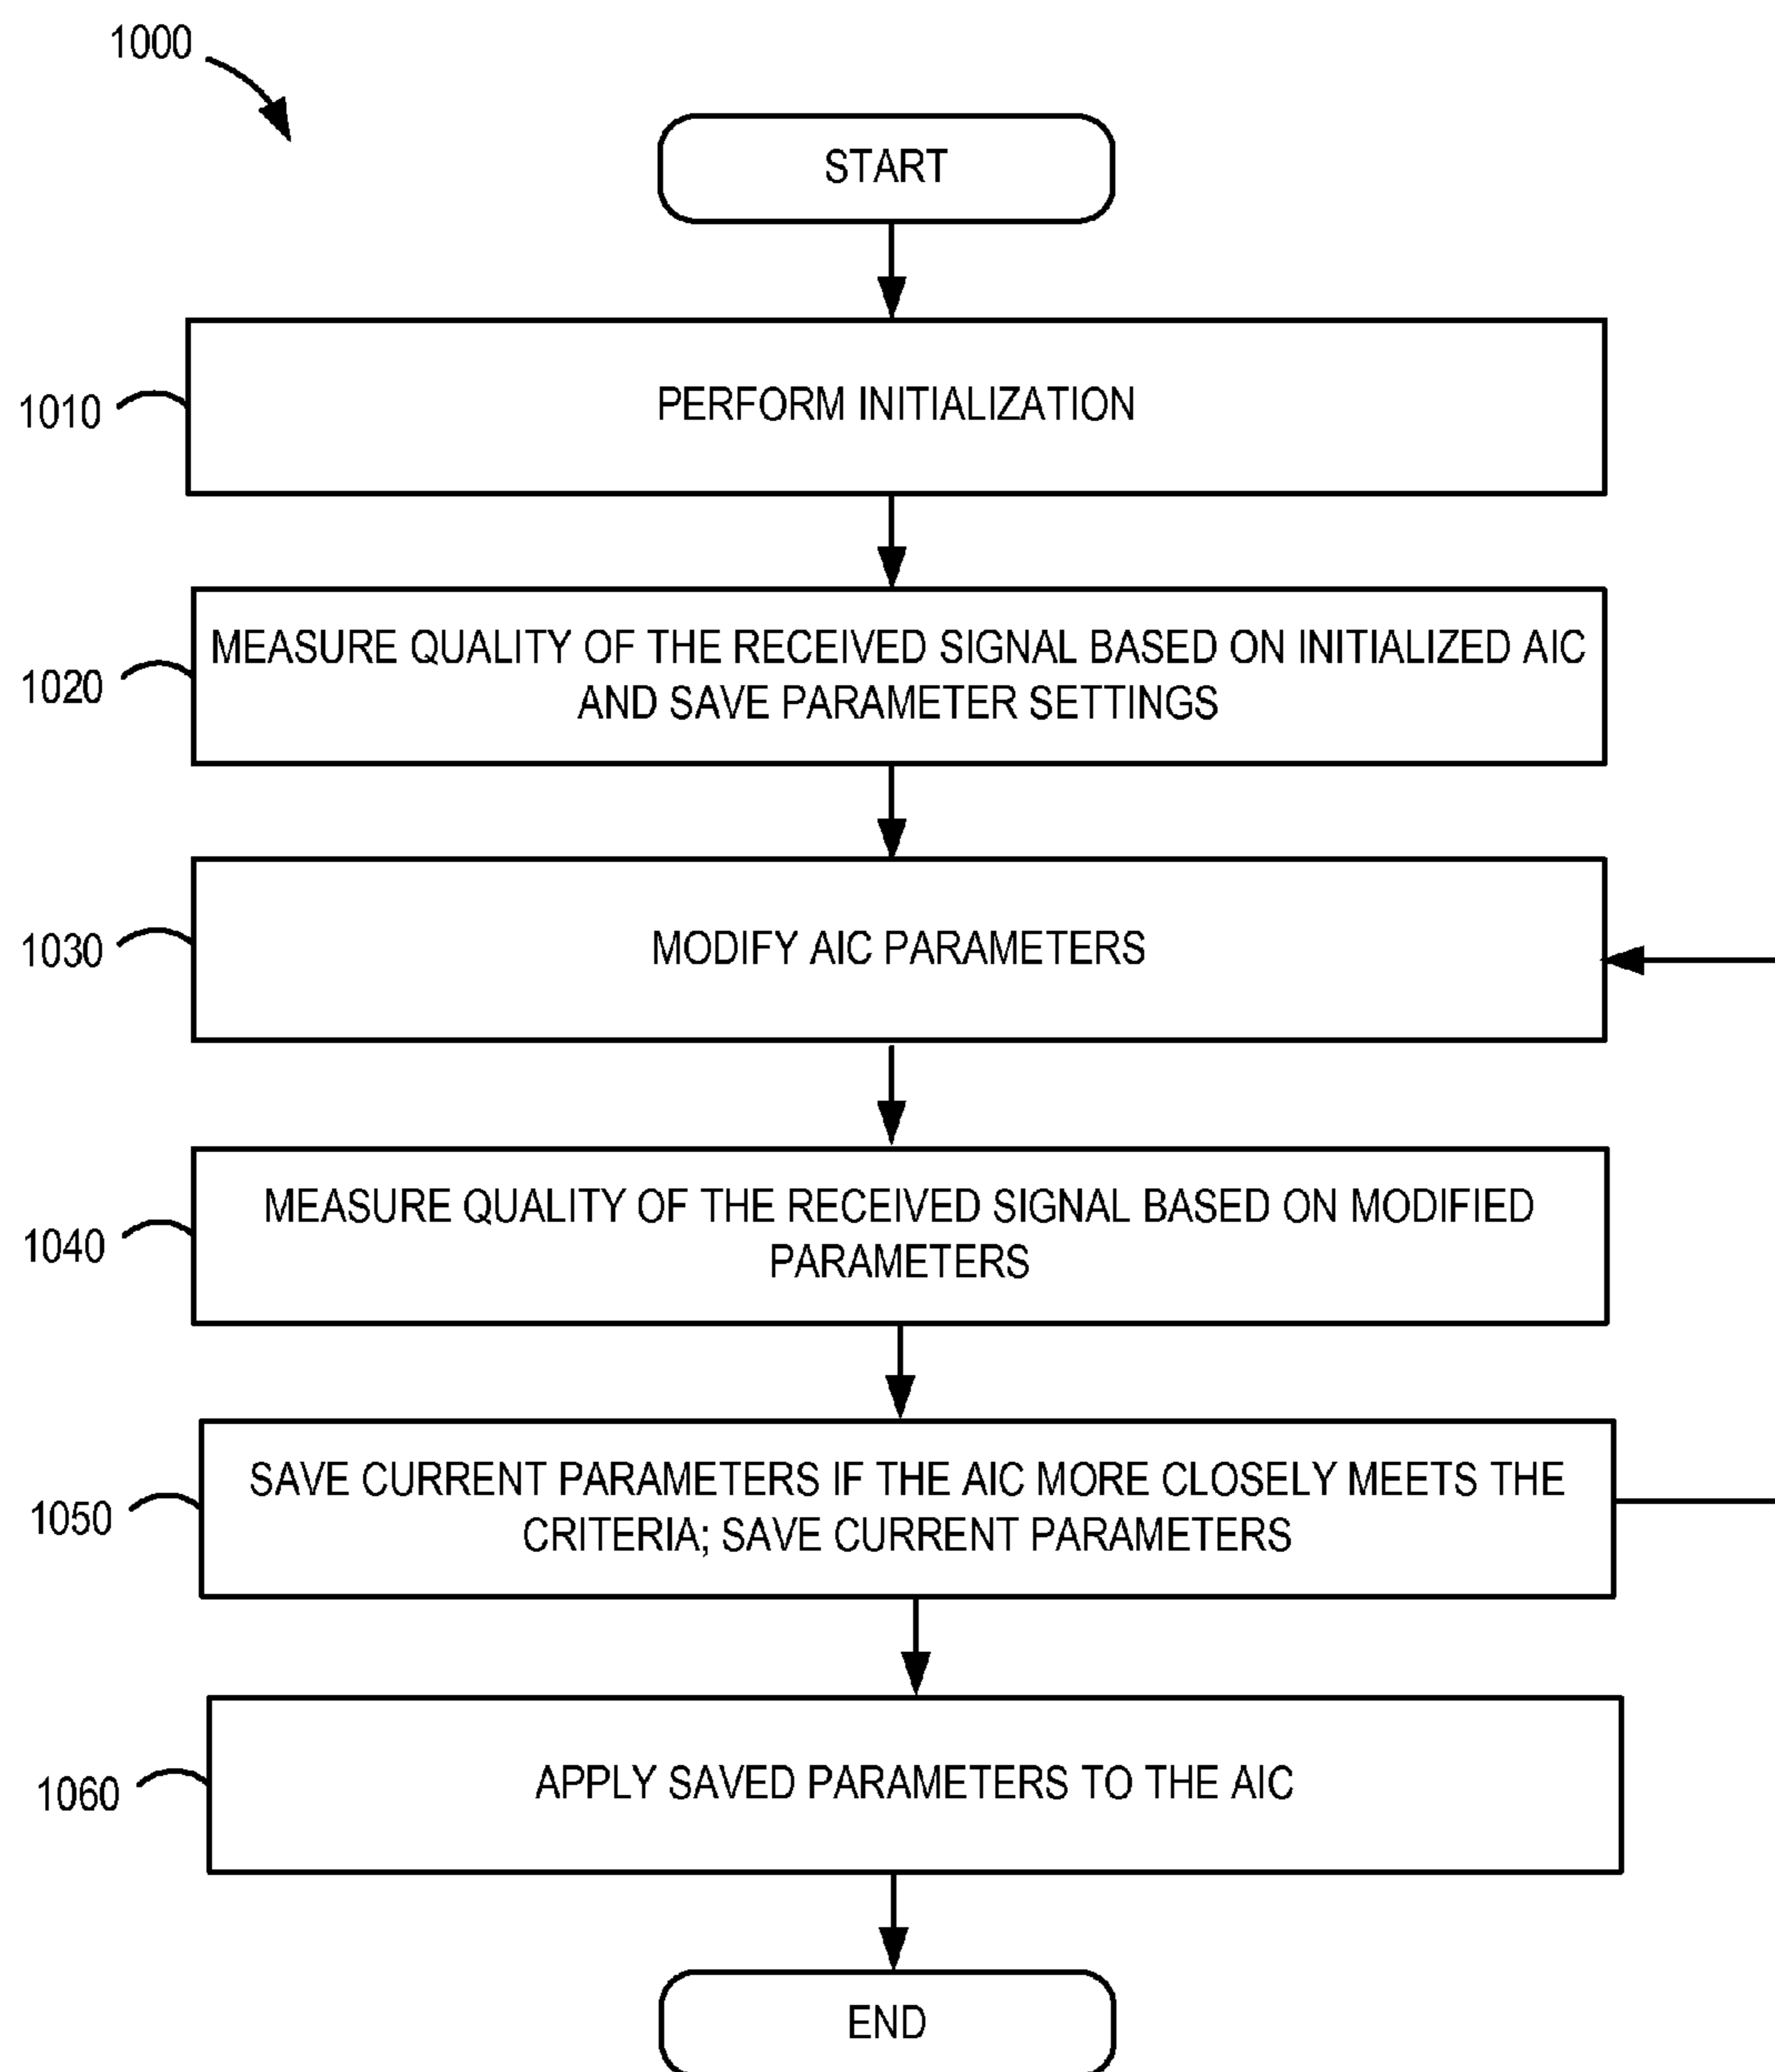 1000
START
1010
PERFORM INITIALIZATION
1020
MEASURE QUALITY OF THE RECEIVED SIGNAL BASED ON INITIALIZED AIC
AND SAVE PARAMETER SETTINGS
1030
MODIFY AIC PARAMETERS
1040
MEASURE QUALITY OF THE RECEIVED SIGNAL BASED ON MODIFIED
PARAMETERS
1050
SAVE CURRENT PARAMETERS IF THE AIC MORE CLOSELY MEETS THE
CRITERIA; SAVE CURRENT PARAMETERS
1060
APPLY SAVED PARAMETERS TO THE AIC
END